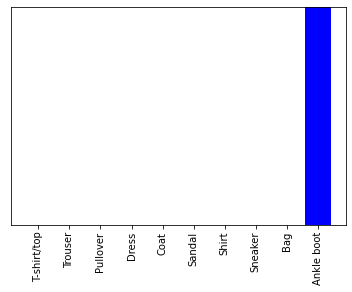 T-shirt/top
Trouser
Pullover
Dress
Coat
Sandal
Shirt
Sneaker
Bag
Ankle boot